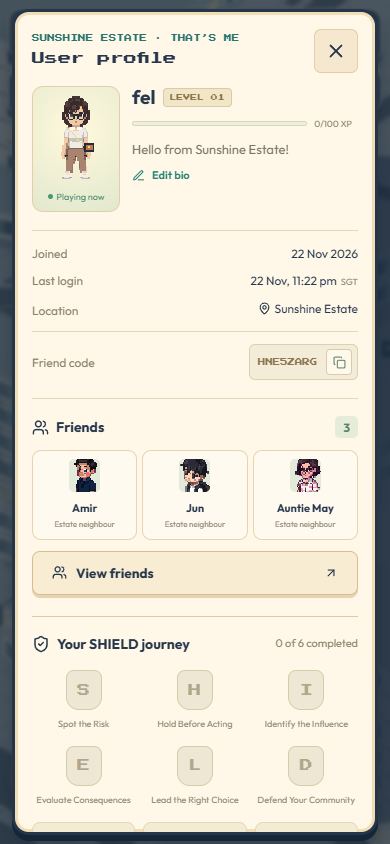 SUNSHINE ESTATE · THAT'S ME
User profile
fel LEVEL 01
0/100 XP
Hello from Sunshine Estate!
Edit bio
Playing now
Joined 22 Nov 2026
Last login 22 Nov, 11:22 pm SGT
Location Sunshine Estate
Friend code HNE5ZARG
Friends 3
Amir Jun Auntie May
Estate neighbour Estate neighbour Estate neighbour
View friends
Your SHIELD journey 0 of 6 completed
S H I
Spot the Risk Hold Before Acting Identify the Influence
E L D
Evaluate Consequences Lead the Right Choice Defend Your Community